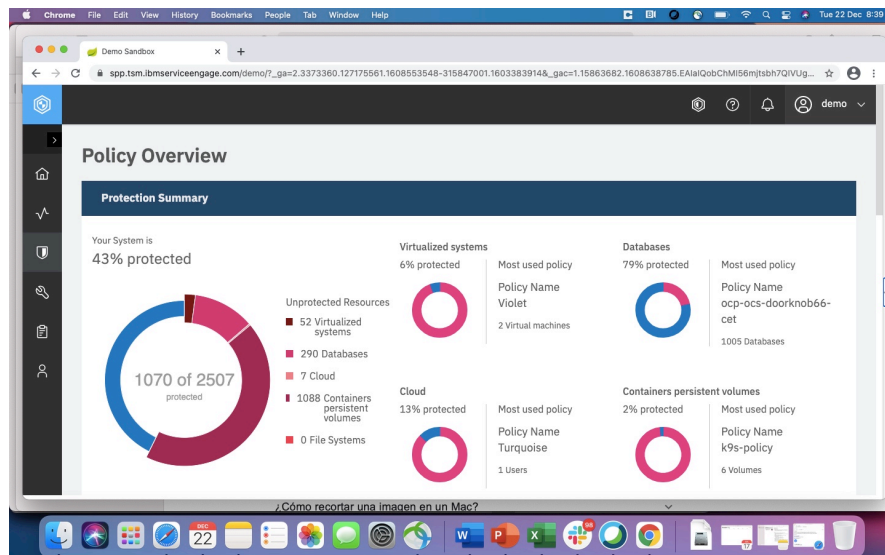 Chrome File Edit View History Bookmarks People Tab Window Help
Tue 22 Dec 8:39
Demo Sandbox
spp.tsm.ibmserviceengage.com/demo/?_ga=2.3373360.127175561.1608553548-315847001.1603383914&_gac=1.15863682.1608638785.EAIaIQobChMI56mjtsbh7QIVUg...
demo
Policy Overview
Protection Summary
Your System is
43% protected
1070 of 2507
protected
Unprotected Resources
52 Virtualized
systems
290 Databases
7 Cloud
1088 Containers
persistent
volumes
0 File Systems
Virtualized systems
6% protected
Most used policy
Policy Name
Violet
2 Virtual machines
Databases
79% protected
Most used policy
Policy Name
ocp-ocs-doorknob66-
cet
1005 Databases
Cloud
13% protected
Most used policy
Policy Name
Turquoise
1 Users
Containers persistent volumes
2% protected
Most used policy
Policy Name
k9s-policy
6 Volumes
¿Cómo recortar una imagen en un Mac?
DEC
22
W
P
X
17